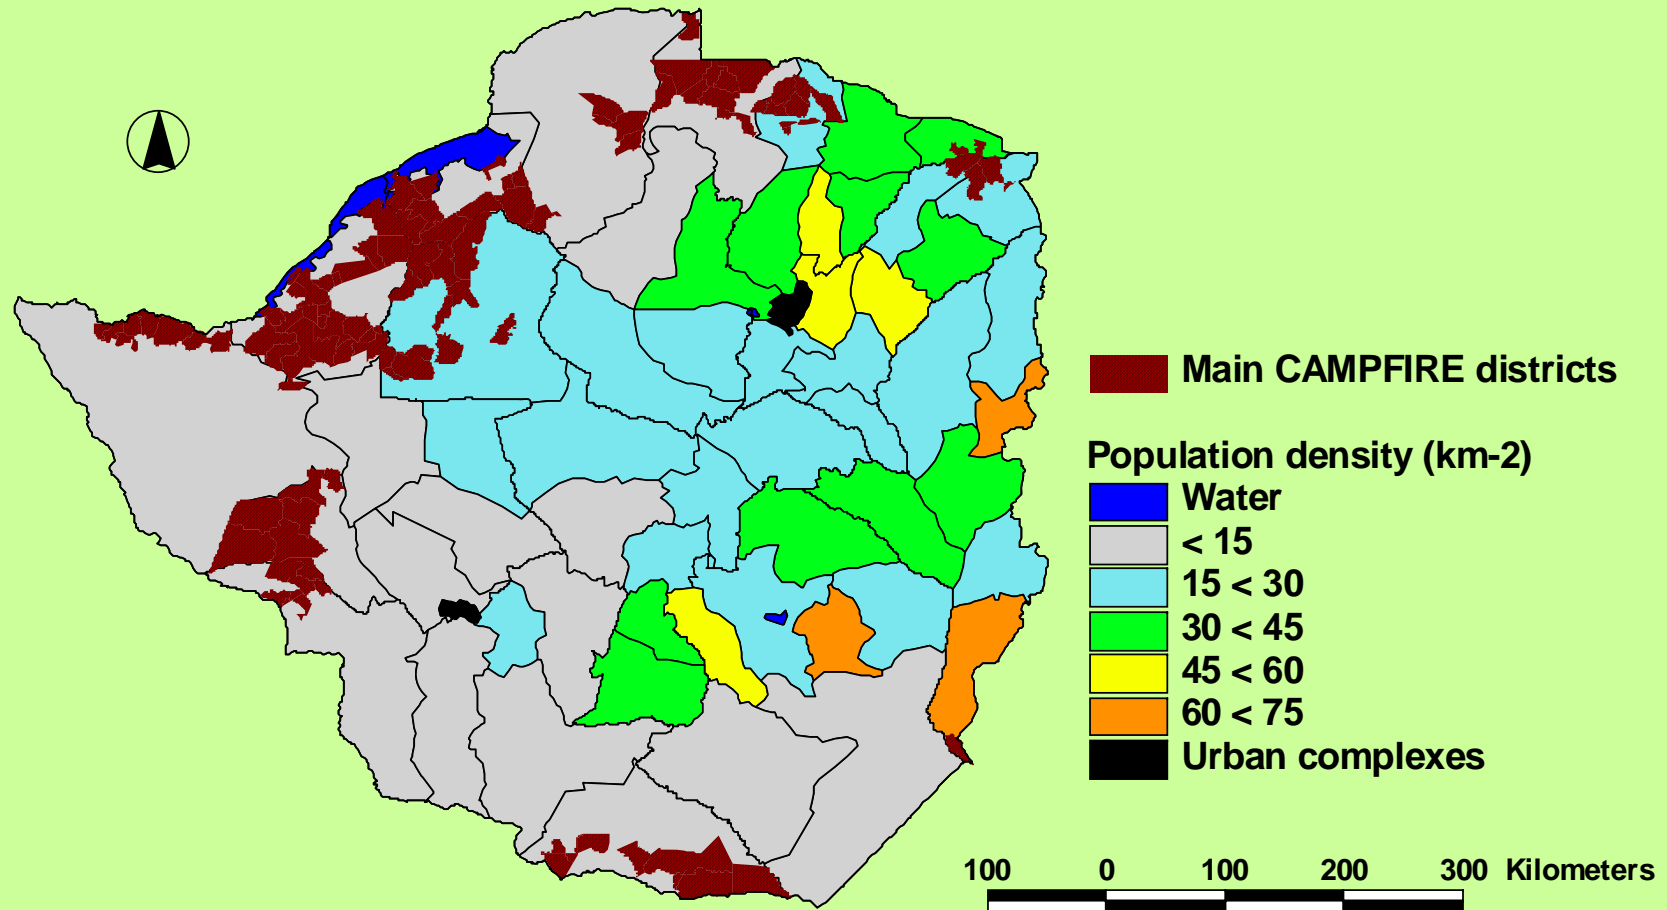 Main CAMPFIRE districts
Population density (km-2)
Water
< 15
15 < 30
30 < 45
45 < 60
60 < 75
Urban complexes
100 0 100 200 300 Kilometers